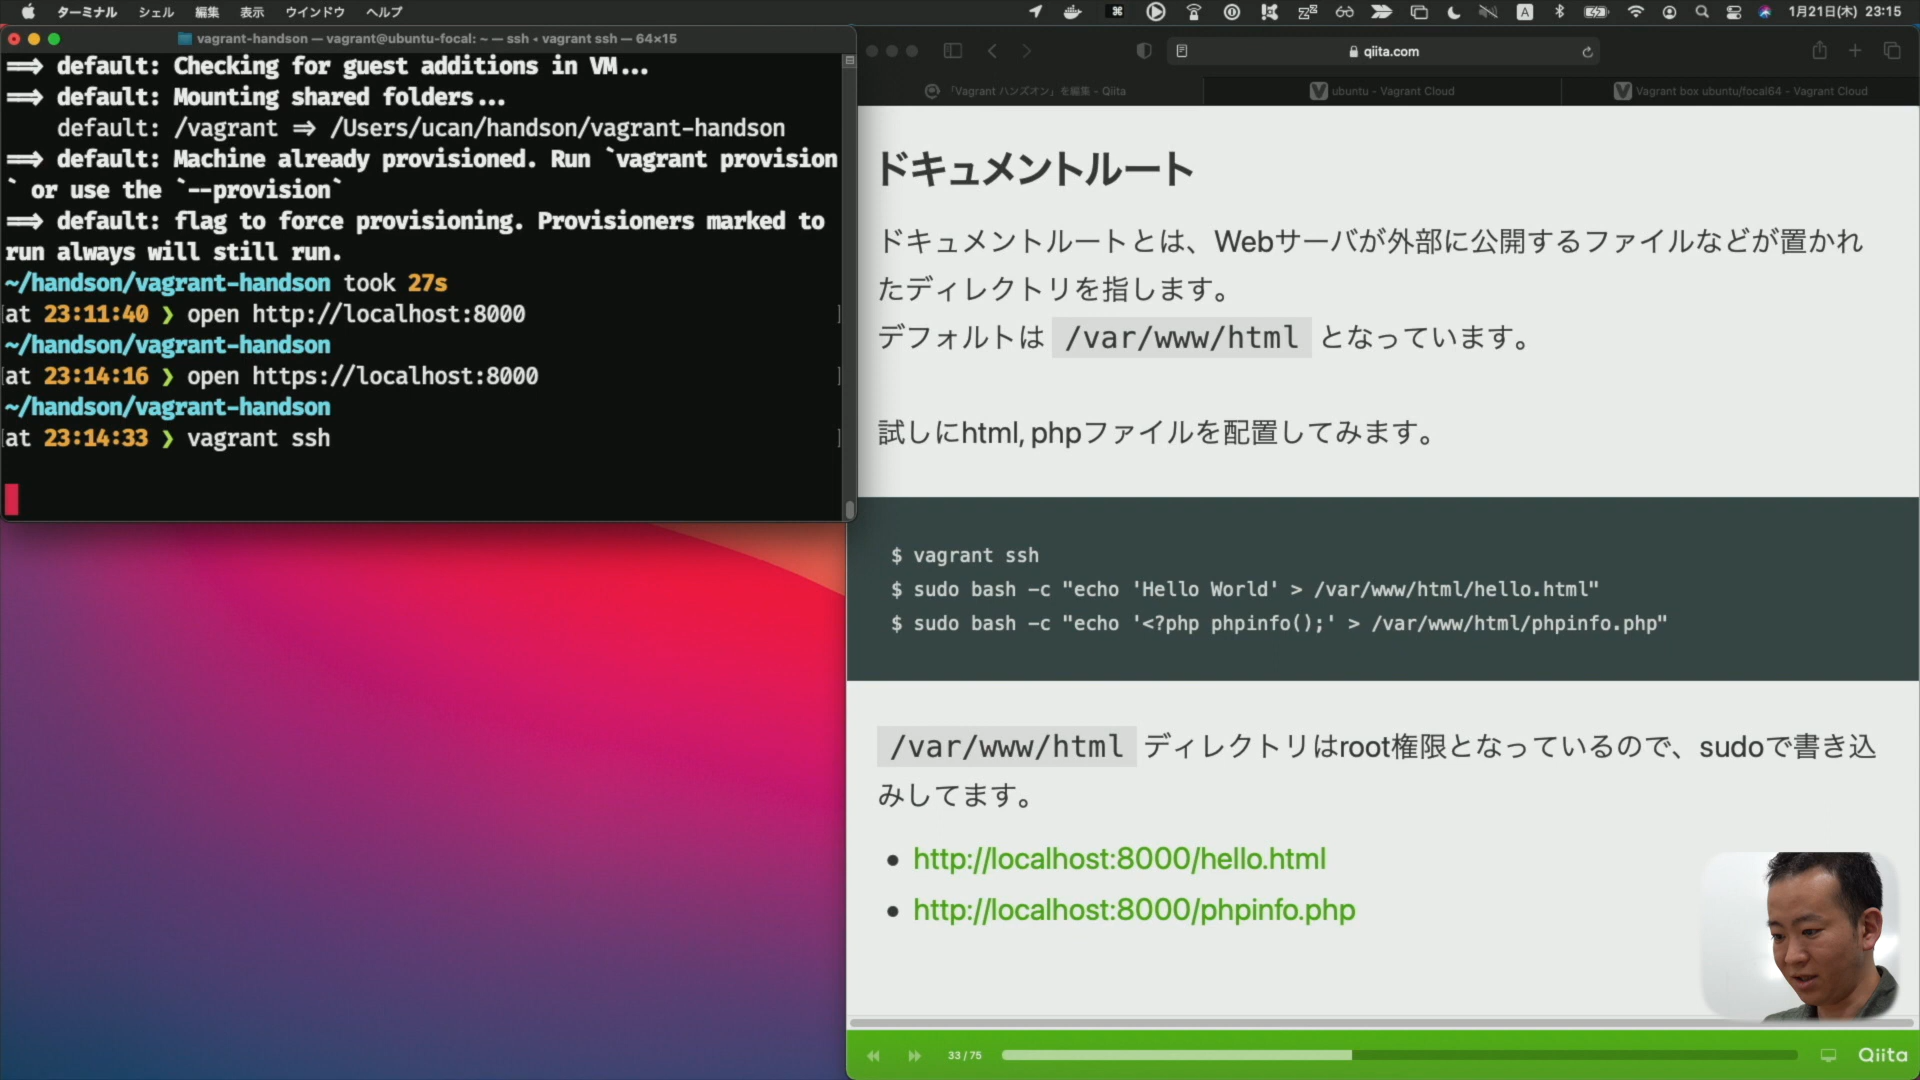 ターミナル シェル 編集 表示 ウインドウ ヘルプ
A 1月21日(木) 23:15
vagrant-handson — vagrant@ubuntu-focal: ~ — ssh ◂ vagrant ssh — 64×15
==> default: Checking for guest additions in VM...
==> default: Mounting shared folders...
default: /vagrant => /Users/ucan/handson/vagrant-handson
==> default: Machine already provisioned. Run `vagrant provision
` or use the `--provision`
==> default: flag to force provisioning. Provisioners marked to
run always will still run.
~/handson/vagrant-handson took 27s
[at 23:11:40 ❯ open http://localhost:8000 ]
~/handson/vagrant-handson
[at 23:14:16 ❯ open https://localhost:8000 ]
~/handson/vagrant-handson
[at 23:14:33 ❯ vagrant ssh ]
qiita.com
「Vagrant ハンズオン」を編集 - Qiita
ubuntu - Vagrant Cloud
Vagrant box ubuntu/focal64 - Vagrant Cloud
ドキュメントルート
ドキュメントルートとは、Webサーバが外部に公開するファイルなどが置かれ
たディレクトリを指します。
デフォルトは /var/www/html となっています。
試しにhtml, phpファイルを配置してみます。
$ vagrant ssh
$ sudo bash -c "echo 'Hello World' > /var/www/html/hello.html"
$ sudo bash -c "echo '<?php phpinfo();' > /var/www/html/phpinfo.php"
/var/www/html ディレクトリはroot権限となっているので、sudoで書き込
みしてます。
• http://localhost:8000/hello.html
• http://localhost:8000/phpinfo.php
33 / 75
Qiita